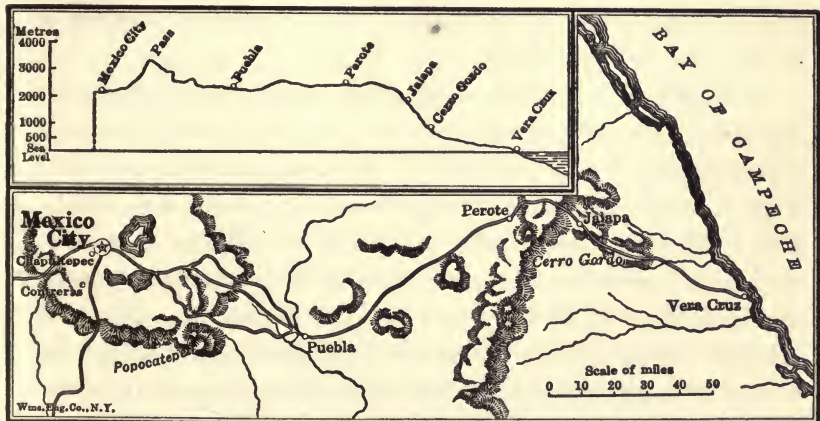 Metres
4000
3000
2000
1000
500
Sea
Level
Mexico City
Pass
Puebla
Parote
Jalapa
Cerro Gordo
Vera Cruz
BAY OF CAMPECHE
Mexico
City
Chapultepec
Contreras
Popocatepetl
Puebla
Perote
Jalapa
Cerro Gordo
Vera Cruz
Scale of miles
0 10 20 30 40 50
Wms. Eng. Co., N.Y.